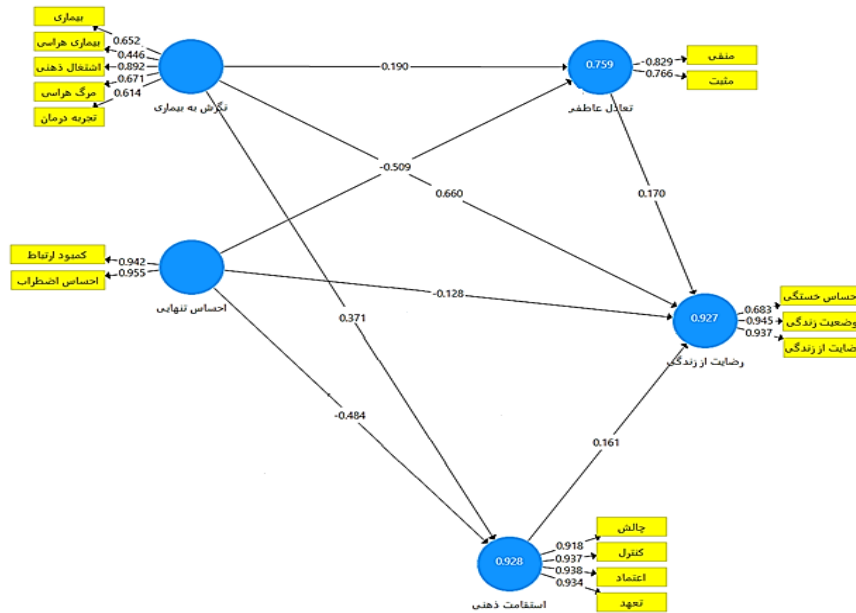 بیماری
0.652
بیماری هراسی
0.446
اشتغال ذهنی
0.892
مرگ هراسی
0.671
تجربه درمان
0.614
نگرش به بیماری
0.190
0.759
تعادل عاطفی
-0.829
منفی
0.766
مثبت
-0.509
0.660
0.170
کمبود ارتباط
0.942
احساس اضطراب
0.955
احساس تنهایی
-0.128
0.371
0.927
رضایت از زندگی
حساس خستگی
0.683
وضعیت زندگی
0.945
ضایت از زندگی
0.937
-0.484
0.161
0.928
استقامت ذهنی
چالش
0.918
کنترل
0.937
اعتماد
0.938
تعهد
0.934